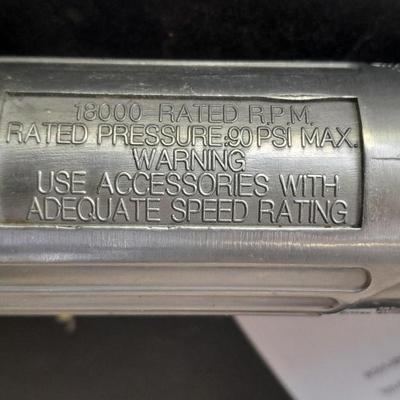 18000 RATED R.P.M.
RATED PRESSURE:90 PSI MAX.
WARNING
USE ACCESSORIES WITH
ADEQUATE SPEED RATING